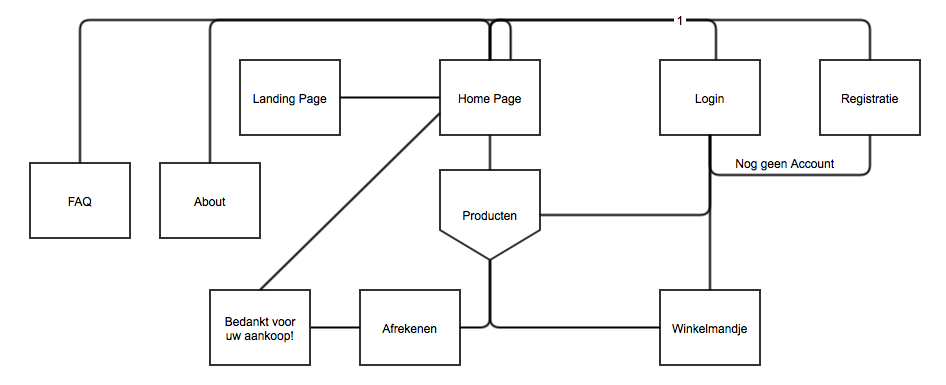 1
Landing Page
Home Page
Login
Registratie
Nog geen Account
FAQ
About
Producten
Bedankt voor
uw aankoop!
Afrekenen
Winkelmandje